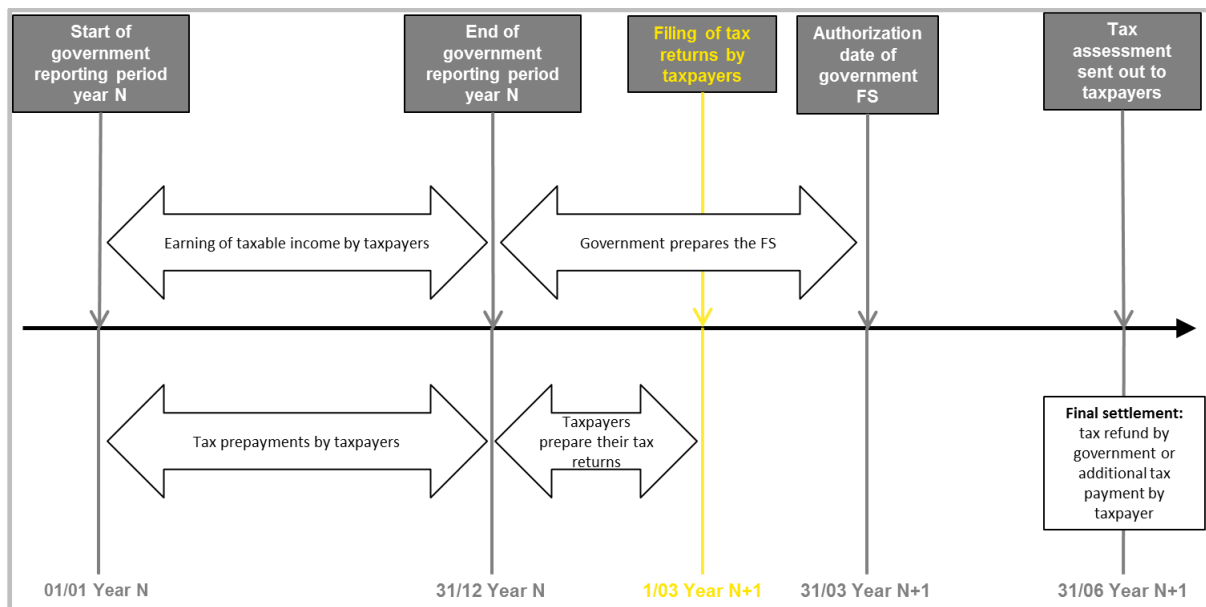 Start of
government
reporting period
year N
End of
government
reporting period
year N
Filing of tax
returns by
taxpayers
Authorization
date of
government
FS
Tax
assessment
sent out to
taxpayers
Earning of taxable income by taxpayers
Government prepares the FS
Tax prepayments by taxpayers
Taxpayers
prepare their tax
returns
Final settlement:
tax refund by
government or
additional tax
payment by
taxpayer
01/01 Year N
31/12 Year N
1/03 Year N+1
31/03 Year N+1
31/06 Year N+1